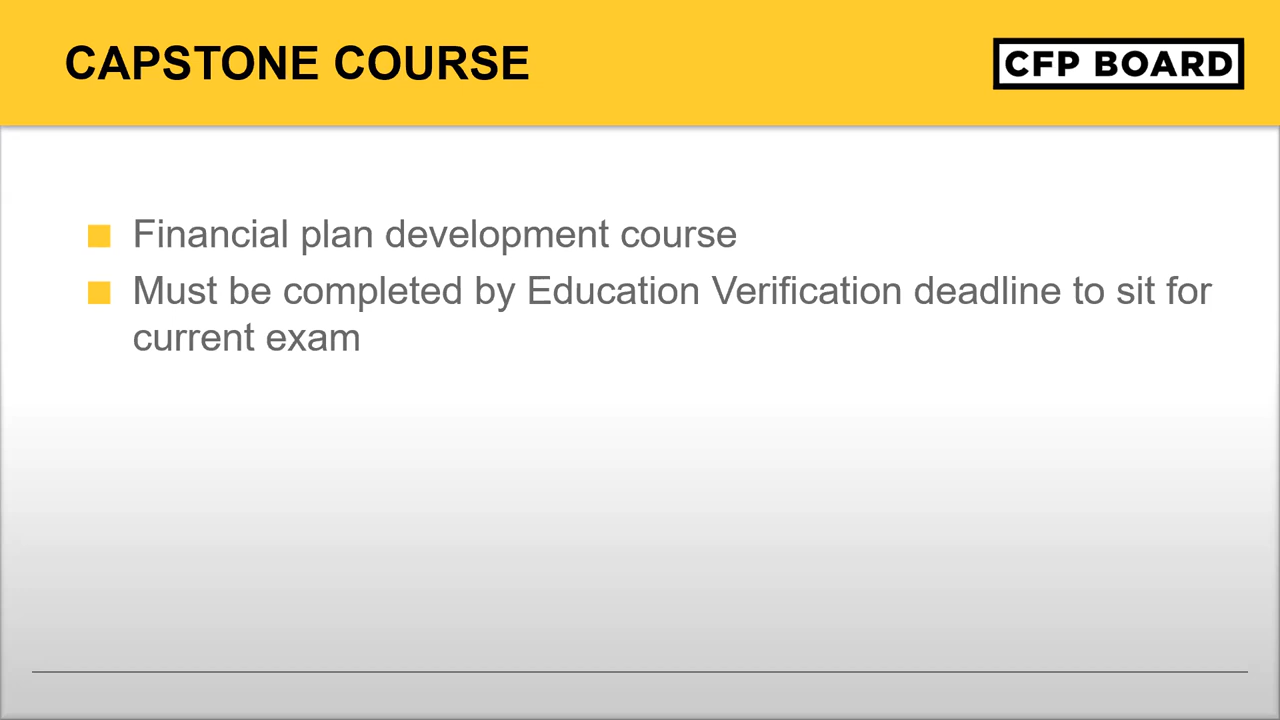 CAPSTONE COURSE
CFP BOARD
Financial plan development course
Must be completed by Education Verification deadline to sit for
current exam